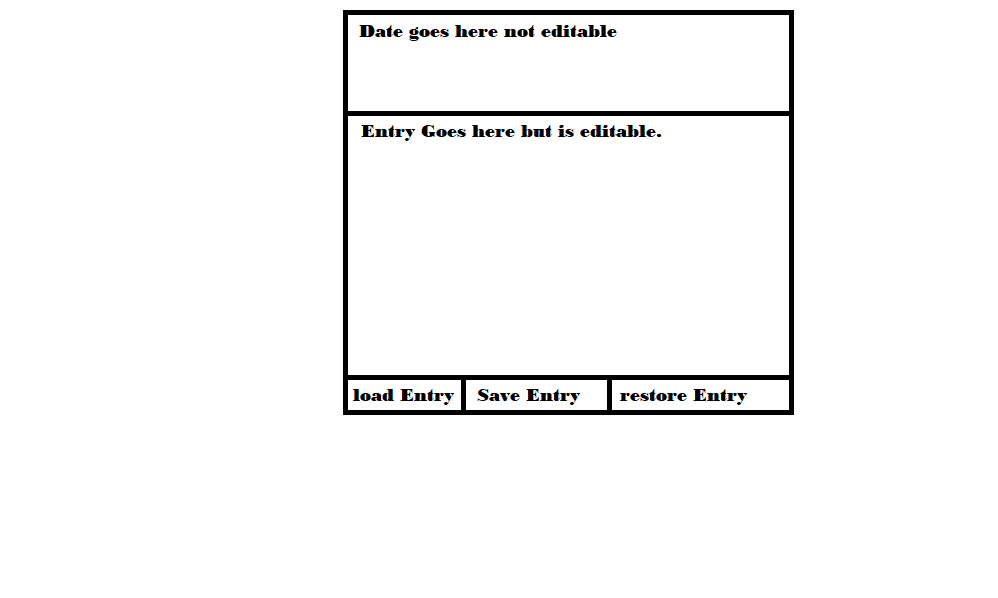 Date goes here not editable
Entry Goes here but is editable.
load Entry Save Entry restore Entry